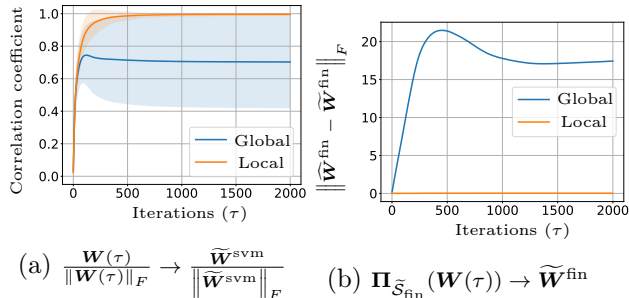 Correlation coefficient
1.0
0.8
0.6
0.4
0.2
0.0
Global
Local
0 500 1000 1500 2000
Iterations (τ)
‖Ŵ^fin − W̃^fin‖_F
20
15
10
5
0
Global
Local
0 500 1000 1500 2000
Iterations (τ)
(a) W(τ)/‖W(τ)‖_F → W̃^svm/‖W̃^svm‖_F
(b) Π_S̃_fin(W(τ)) → W̃^fin